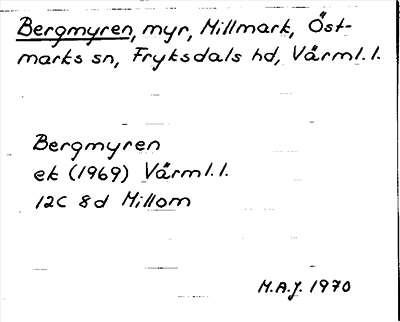 Bergmyren, myr, Millmark, Öst-
marks sn, Fryksdals hd, Värml. l.
Bergmyren
ek (1969) Värml. l.
12C 8d Millom
M.A.J. 1970